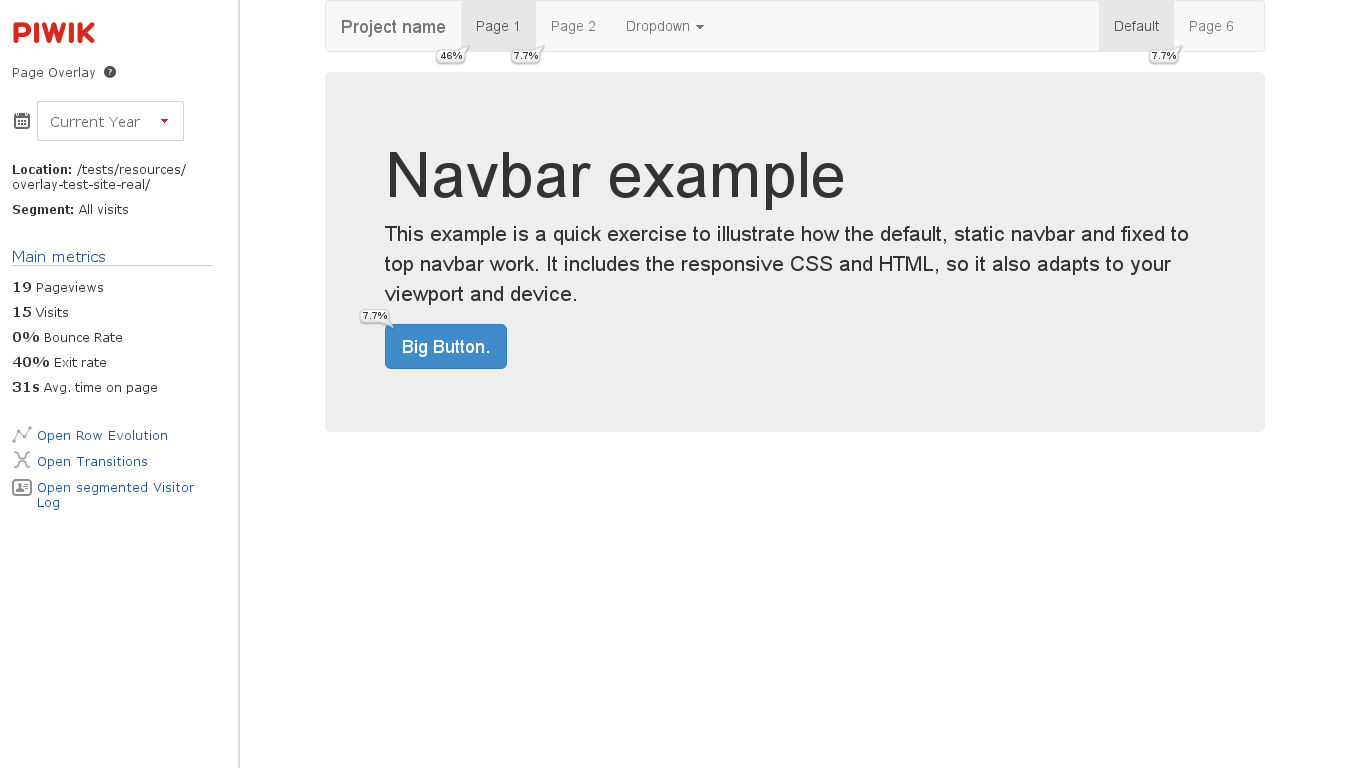 PIWIK
Page Overlay ?
Current Year
Location: /tests/resources/
overlay-test-site-real/
Segment: All visits
Main metrics
19 Pageviews
15 Visits
0% Bounce Rate
40% Exit rate
31s Avg. time on page
Open Row Evolution
Open Transitions
Open segmented Visitor
Log
Project name Page 1 Page 2 Dropdown Default Page 6
46% 7.7% 7.7%
Navbar example
This example is a quick exercise to illustrate how the default, static navbar and fixed to
top navbar work. It includes the responsive CSS and HTML, so it also adapts to your
viewport and device.
7.7%
Big Button.